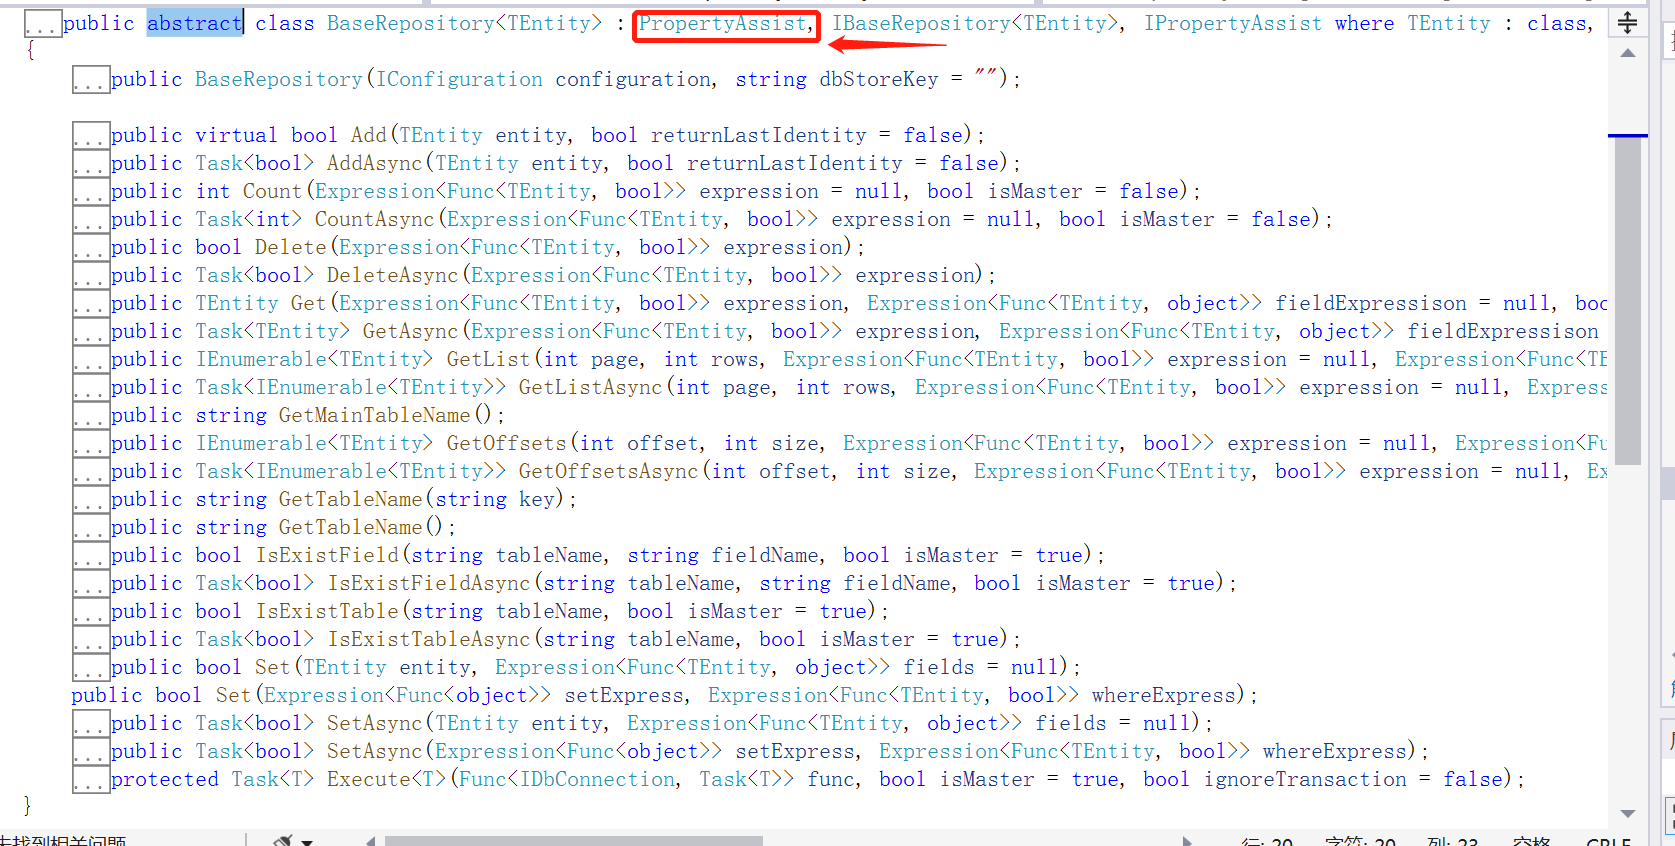 ...public abstract class BaseRepository<TEntity> : PropertyAssist, IBaseRepository<TEntity>, IPropertyAssist where TEntity : class,
{
...public BaseRepository(IConfiguration configuration, string dbStoreKey = "");
...public virtual bool Add(TEntity entity, bool returnLastIdentity = false);
...public Task<bool> AddAsync(TEntity entity, bool returnLastIdentity = false);
...public int Count(Expression<Func<TEntity, bool>> expression = null, bool isMaster = false);
...public Task<int> CountAsync(Expression<Func<TEntity, bool>> expression = null, bool isMaster = false);
...public bool Delete(Expression<Func<TEntity, bool>> expression);
...public Task<bool> DeleteAsync(Expression<Func<TEntity, bool>> expression);
...public TEntity Get(Expression<Func<TEntity, bool>> expression, Expression<Func<TEntity, object>> fieldExpressison = null, boo
...public Task<TEntity> GetAsync(Expression<Func<TEntity, bool>> expression, Expression<Func<TEntity, object>> fieldExpressison
...public IEnumerable<TEntity> GetList(int page, int rows, Expression<Func<TEntity, bool>> expression = null, Expression<Func<TE
...public Task<IEnumerable<TEntity>> GetListAsync(int page, int rows, Expression<Func<TEntity, bool>> expression = null, Express
...public string GetMainTableName();
...public IEnumerable<TEntity> GetOffsets(int offset, int size, Expression<Func<TEntity, bool>> expression = null, Expression<Fu
...public Task<IEnumerable<TEntity>> GetOffsetsAsync(int offset, int size, Expression<Func<TEntity, bool>> expression = null, Ex
...public string GetTableName(string key);
...public string GetTableName();
...public bool IsExistField(string tableName, string fieldName, bool isMaster = true);
...public Task<bool> IsExistFieldAsync(string tableName, string fieldName, bool isMaster = true);
...public bool IsExistTable(string tableName, bool isMaster = true);
...public Task<bool> IsExistTableAsync(string tableName, bool isMaster = true);
...public bool Set(TEntity entity, Expression<Func<TEntity, object>> fields = null);
public bool Set(Expression<Func<object>> setExpress, Expression<Func<TEntity, bool>> whereExpress);
...public Task<bool> SetAsync(TEntity entity, Expression<Func<TEntity, object>> fields = null);
...public Task<bool> SetAsync(Expression<Func<object>> setExpress, Expression<Func<TEntity, bool>> whereExpress);
...protected Task<T> Execute<T>(Func<IDbConnection, Task<T>> func, bool isMaster = true, bool ignoreTransaction = false);
}
未找到相关问题 行: 20 字符: 20 列: 23 空格 CRLF